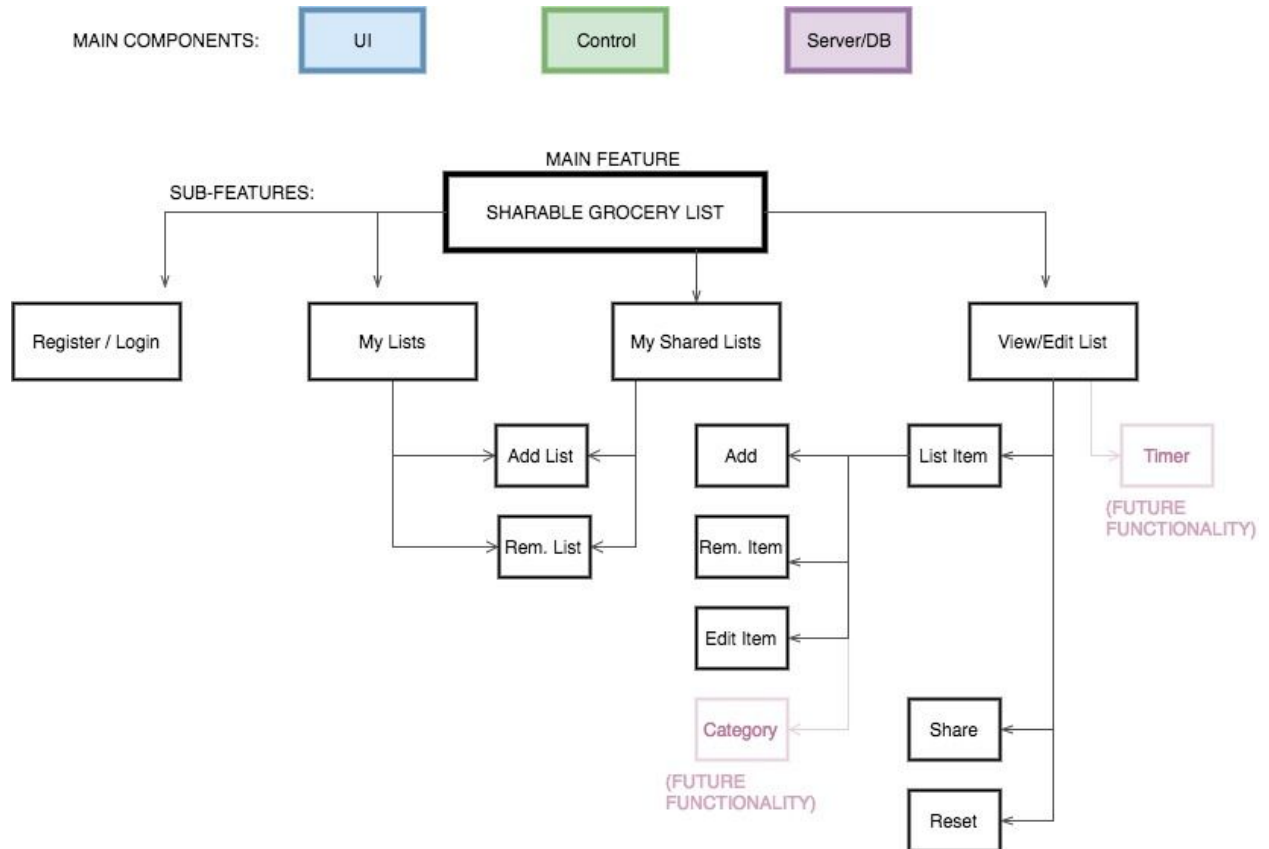 MAIN COMPONENTS:
UI
Control
Server/DB
MAIN FEATURE
SUB-FEATURES:
SHARABLE GROCERY LIST
Register / Login
My Lists
My Shared Lists
View/Edit List
Add List
Add
List Item
Timer
(FUTURE
FUNCTIONALITY)
Rem. List
Rem. Item
Edit Item
Category
Share
(FUTURE
FUNCTIONALITY)
Reset